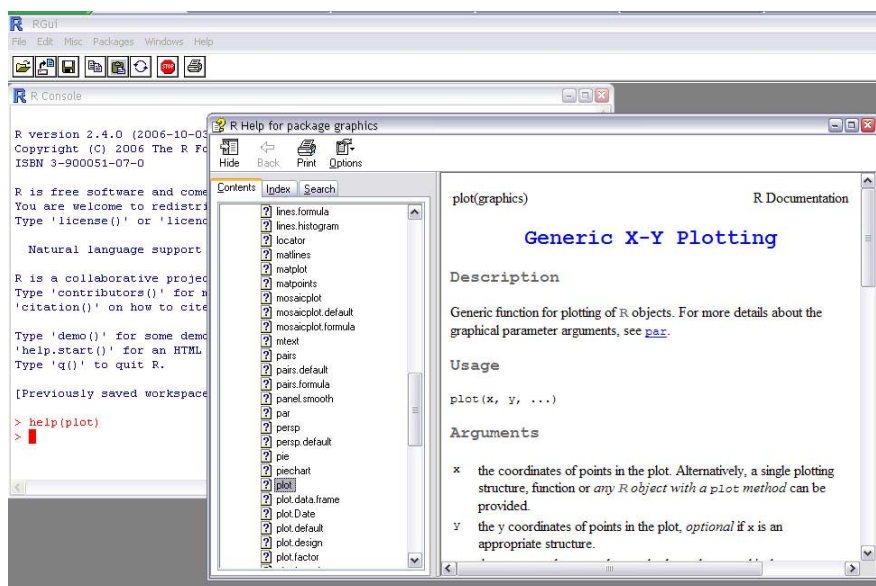 RGui
File Edit Misc Packages Windows Help
STOP
R Console
R version 2.4.0 (2006-10-03
Copyright (C) 2006 The R Fo
ISBN 3-900051-07-0
R is free software and come
You are welcome to redistri
Type 'license()' or 'licenc
Natural language support
R is a collaborative projec
Type 'contributors()' for m
'citation()' on how to cite
Type 'demo()' for some demo
'help.start()' for an HTML
Type 'q()' to quit R.
[Previously saved workspace
> help(plot)
>
R Help for package graphics
Hide Back Print Options
Contents Index Search
lines.formula
lines.histogram
locator
matlines
matplot
matpoints
mosaicplot
mosaicplot.default
mosaicplot.formula
mtext
pairs
pairs.default
pairs.formula
panel.smooth
par
persp
persp.default
pie
piechart
plot
plot.data.frame
plot.Date
plot.default
plot.design
plot.factor
plot(graphics) R Documentation
Generic X-Y Plotting
Description
Generic function for plotting of R objects. For more details about the
graphical parameter arguments, see par.
Usage
plot(x, y, ...)
Arguments
x the coordinates of points in the plot. Alternatively, a single plotting
structure, function or any R object with a plot method can be
provided.
y the y coordinates of points in the plot, optional if x is an
appropriate structure.